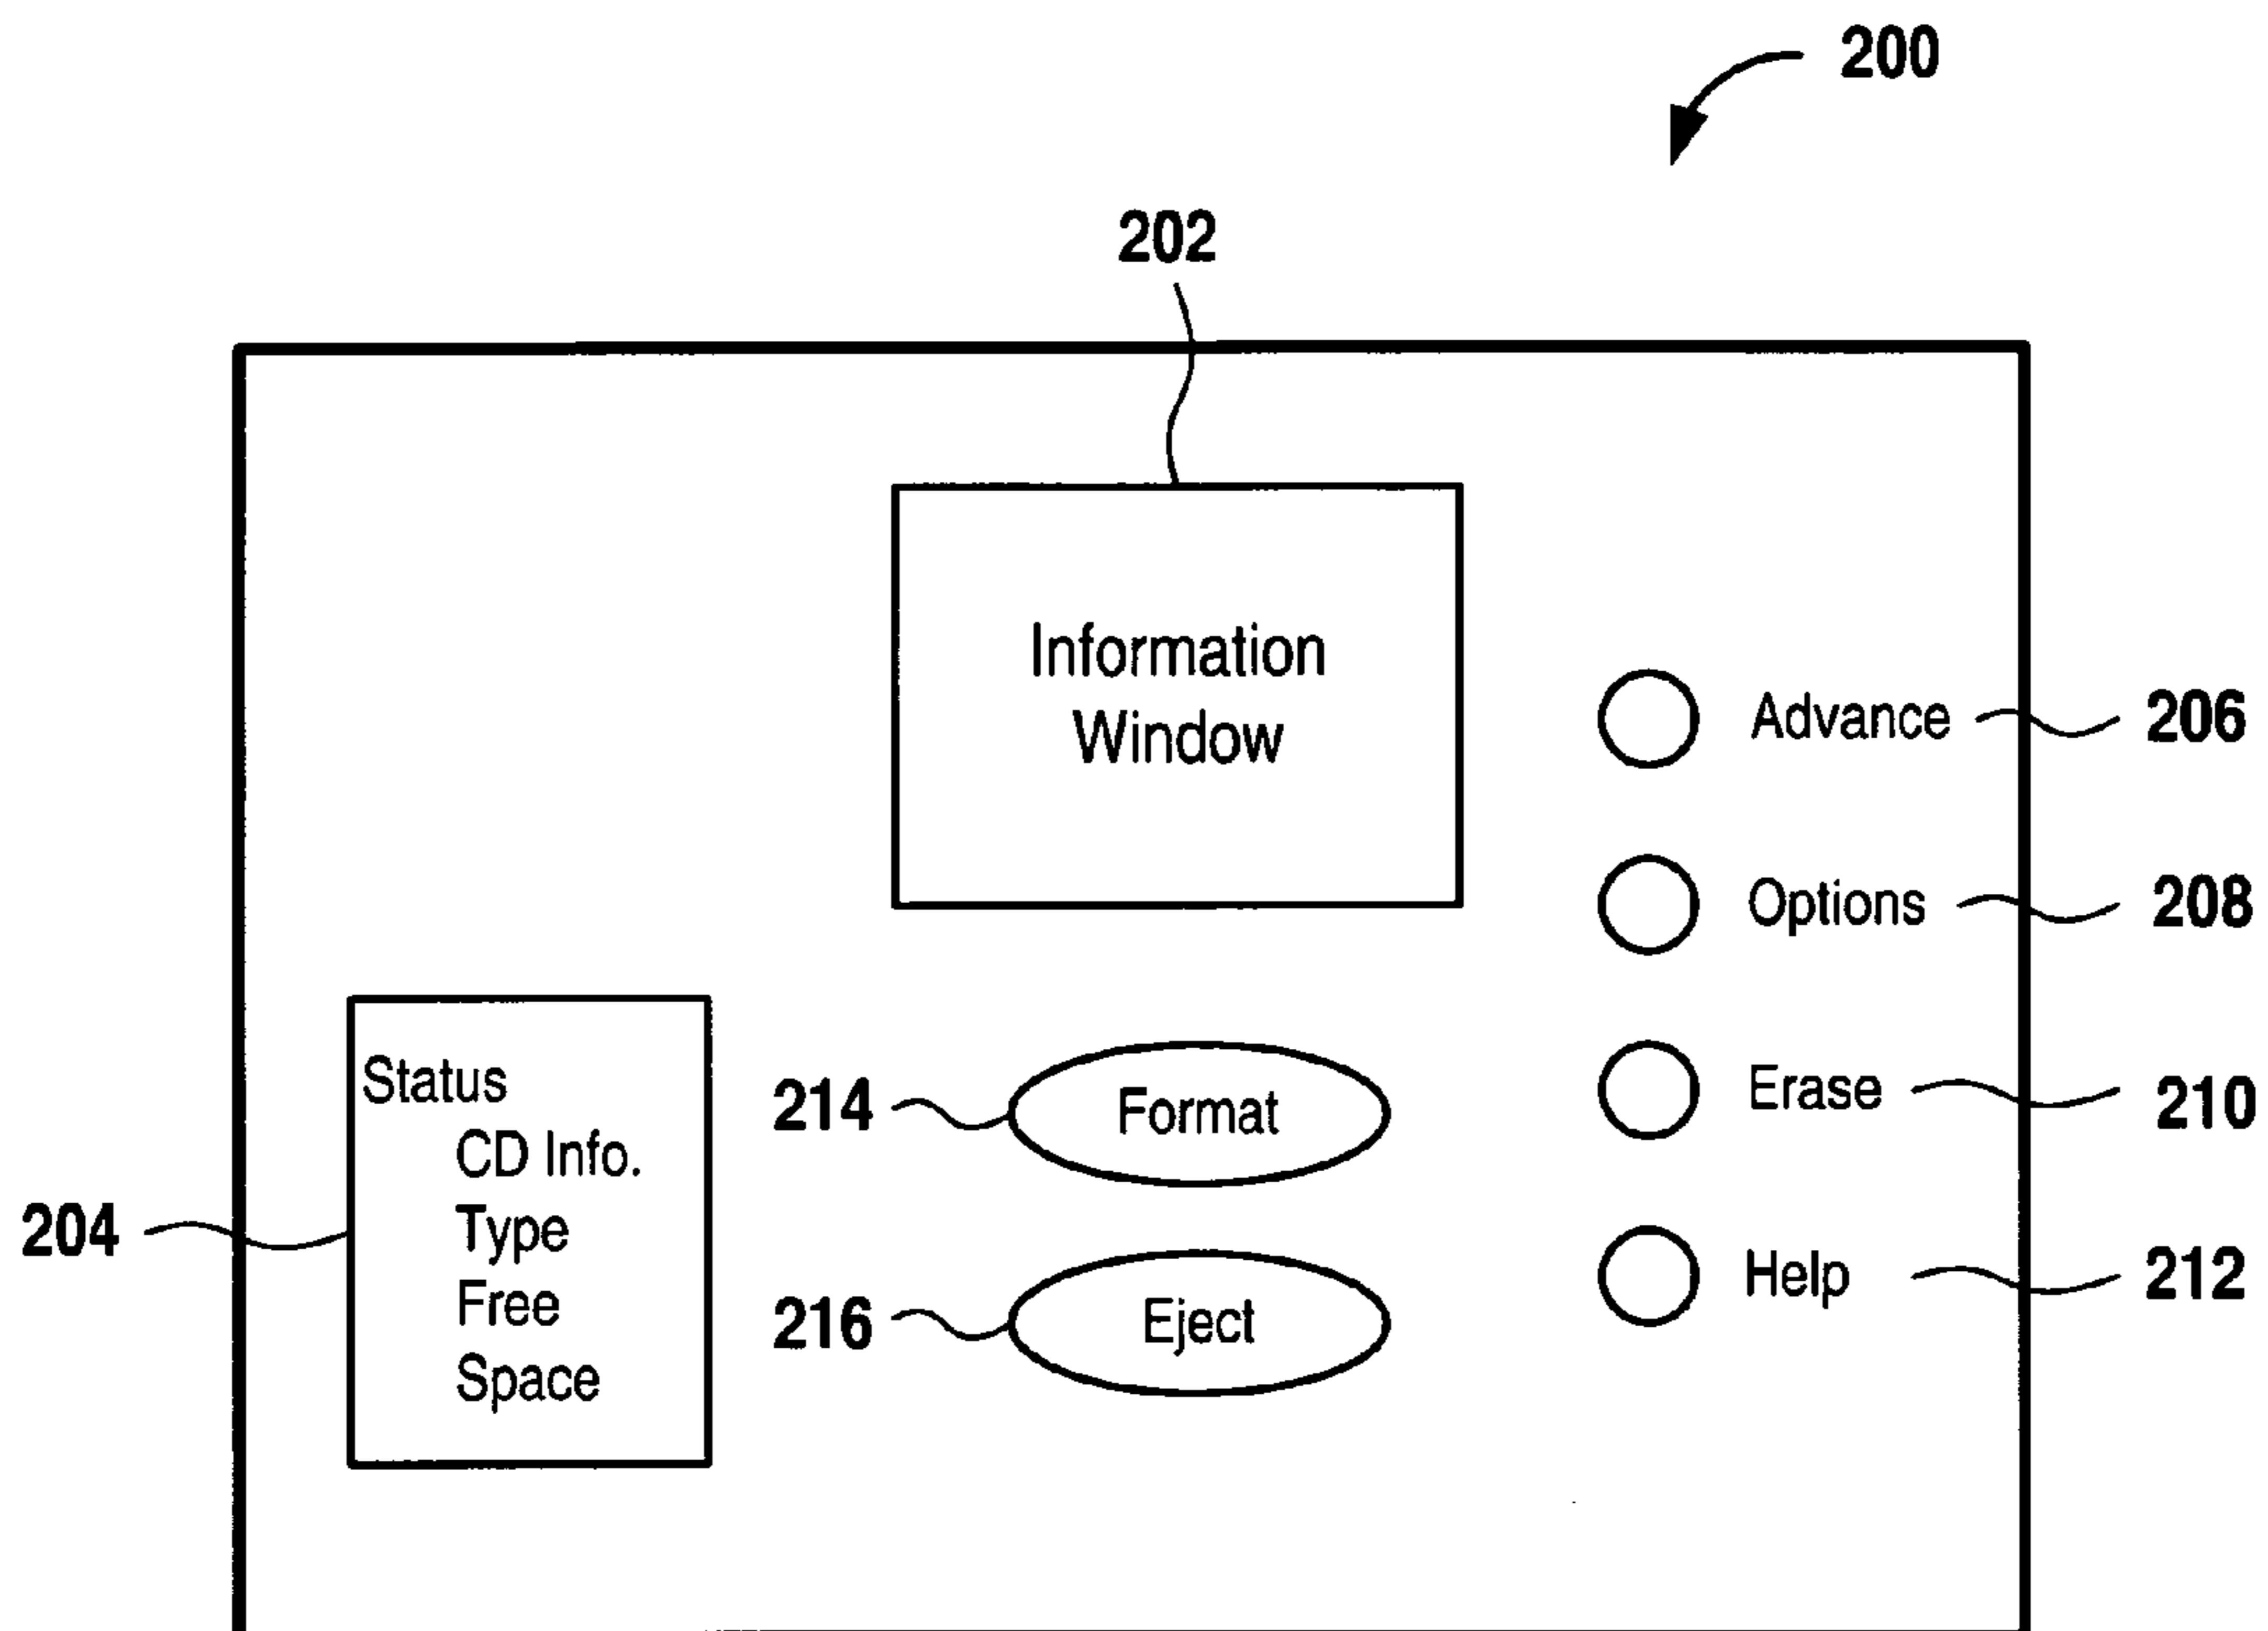 200
202
Information
Window
Advance 206
Options 208
Status
CD Info.
Type
Free
Space
204
214 Format
216 Eject
Erase 210
Help 212